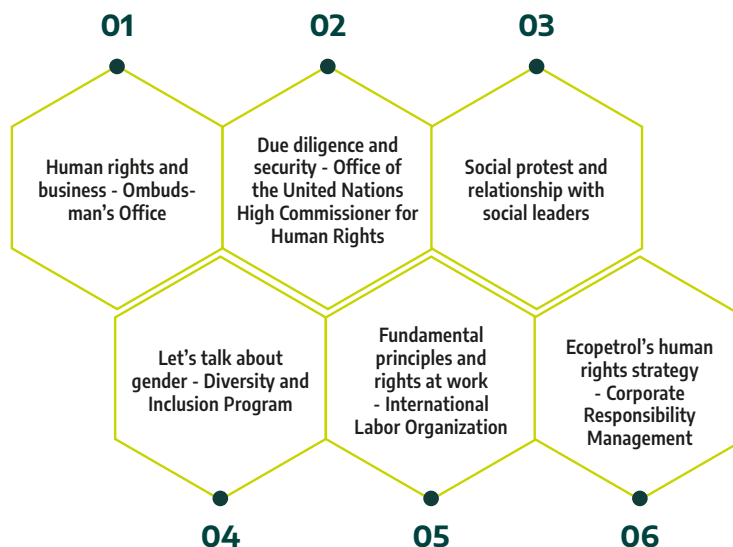 01
Human rights and
business - Ombuds-
man’s Office
02
Due diligence and
security - Office of
the United Nations
High Commissioner for
Human Rights
03
Social protest and
relationship with
social leaders
Let’s talk about
gender - Diversity and
Inclusion Program
04
Fundamental
principles and
rights at work
- International
Labor Organization
05
Ecopetrol’s human
rights strategy
- Corporate
Responsibility
Management
06